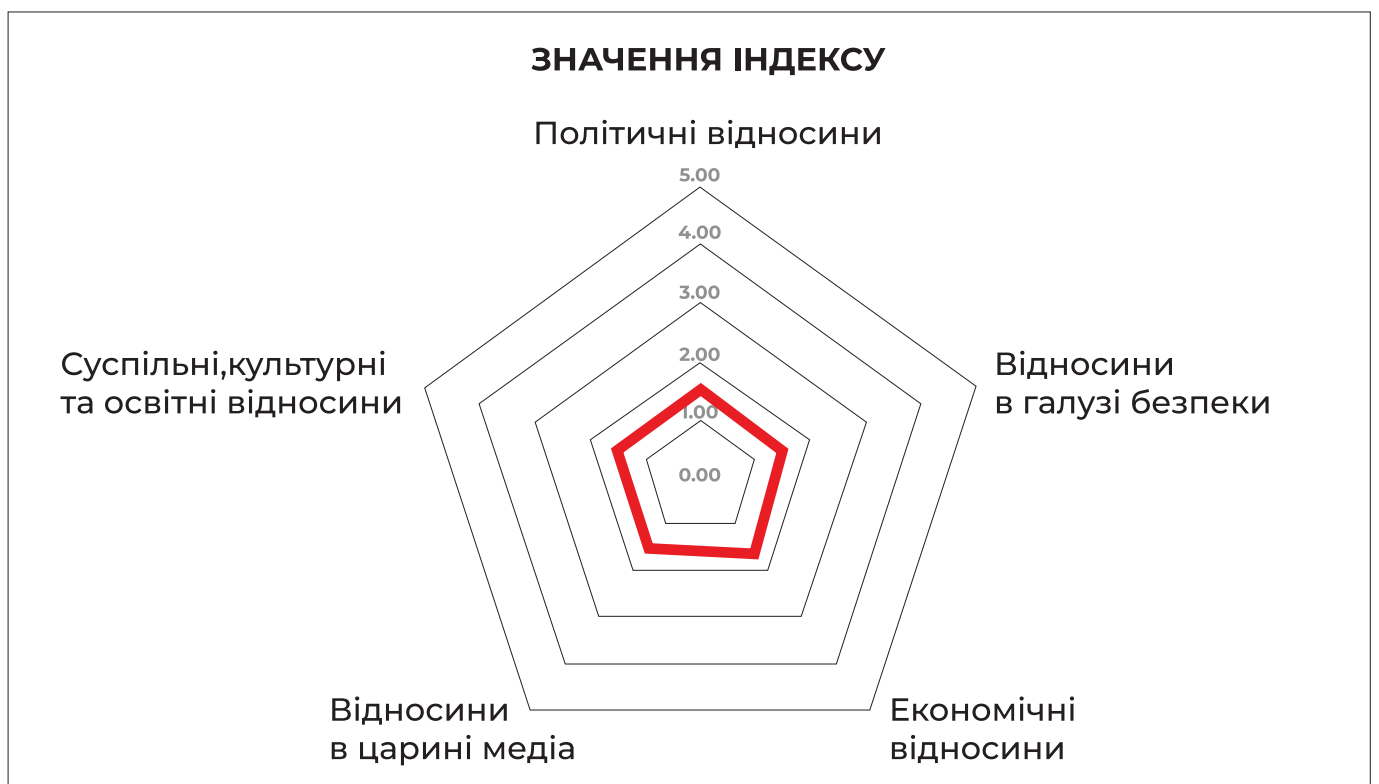 ЗНАЧЕННЯ ІНДЕКСУ
Політичні відносини
5.00
4.00
3.00
2.00
1.00
0.00
Суспільні,культурні
та освітні відносини
Відносини
в галузі безпеки
Відносини
в царині медіа
Економічні
відносини